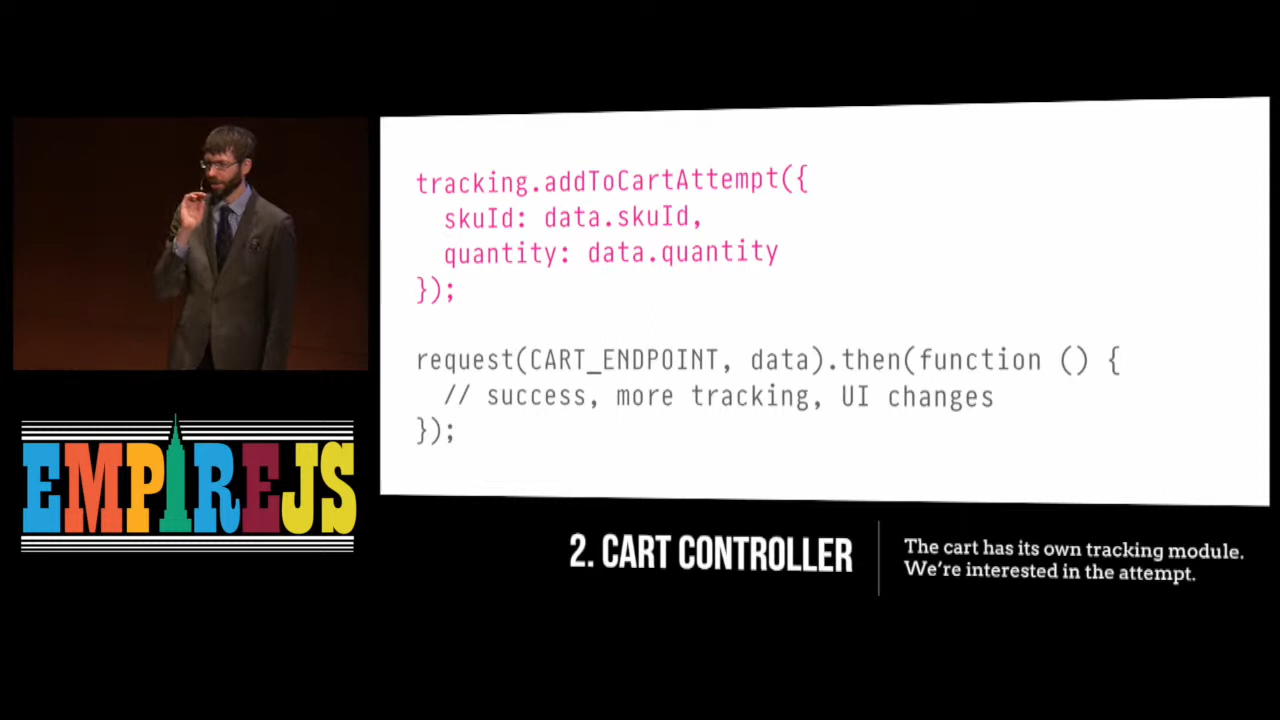 tracking.addToCartAttempt({
skuId: data.skuId,
quantity: data.quantity
});
request(CART_ENDPOINT, data).then(function () {
// success, more tracking, UI changes
});
EMPIREJS
2. CART CONTROLLER
The cart has its own tracking module.
We're interested in the attempt.